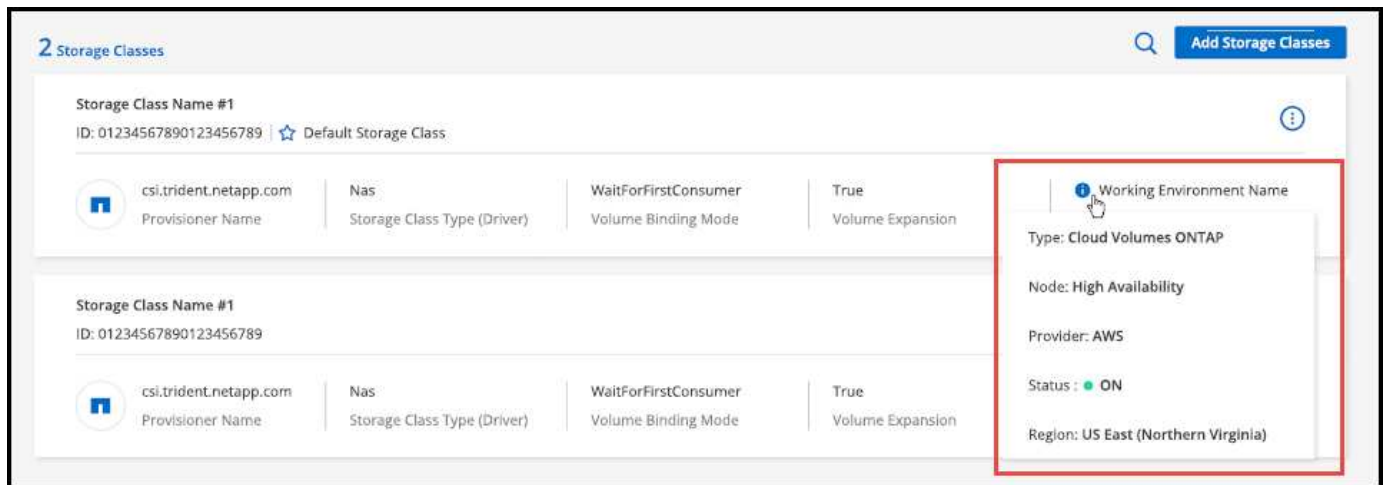 2 Storage Classes
Add Storage Classes
Storage Class Name #1
ID: 01234567890123456789 | Default Storage Class
csi.trident.netapp.com
Provisioner Name
Nas
Storage Class Type (Driver)
WaitForFirstConsumer
Volume Binding Mode
True
Volume Expansion
Working Environment Name
Type: Cloud Volumes ONTAP
Node: High Availability
Provider: AWS
Status : ON
Region: US East (Northern Virginia)
Storage Class Name #1
ID: 01234567890123456789
csi.trident.netapp.com
Provisioner Name
Nas
Storage Class Type (Driver)
WaitForFirstConsumer
Volume Binding Mode
True
Volume Expansion